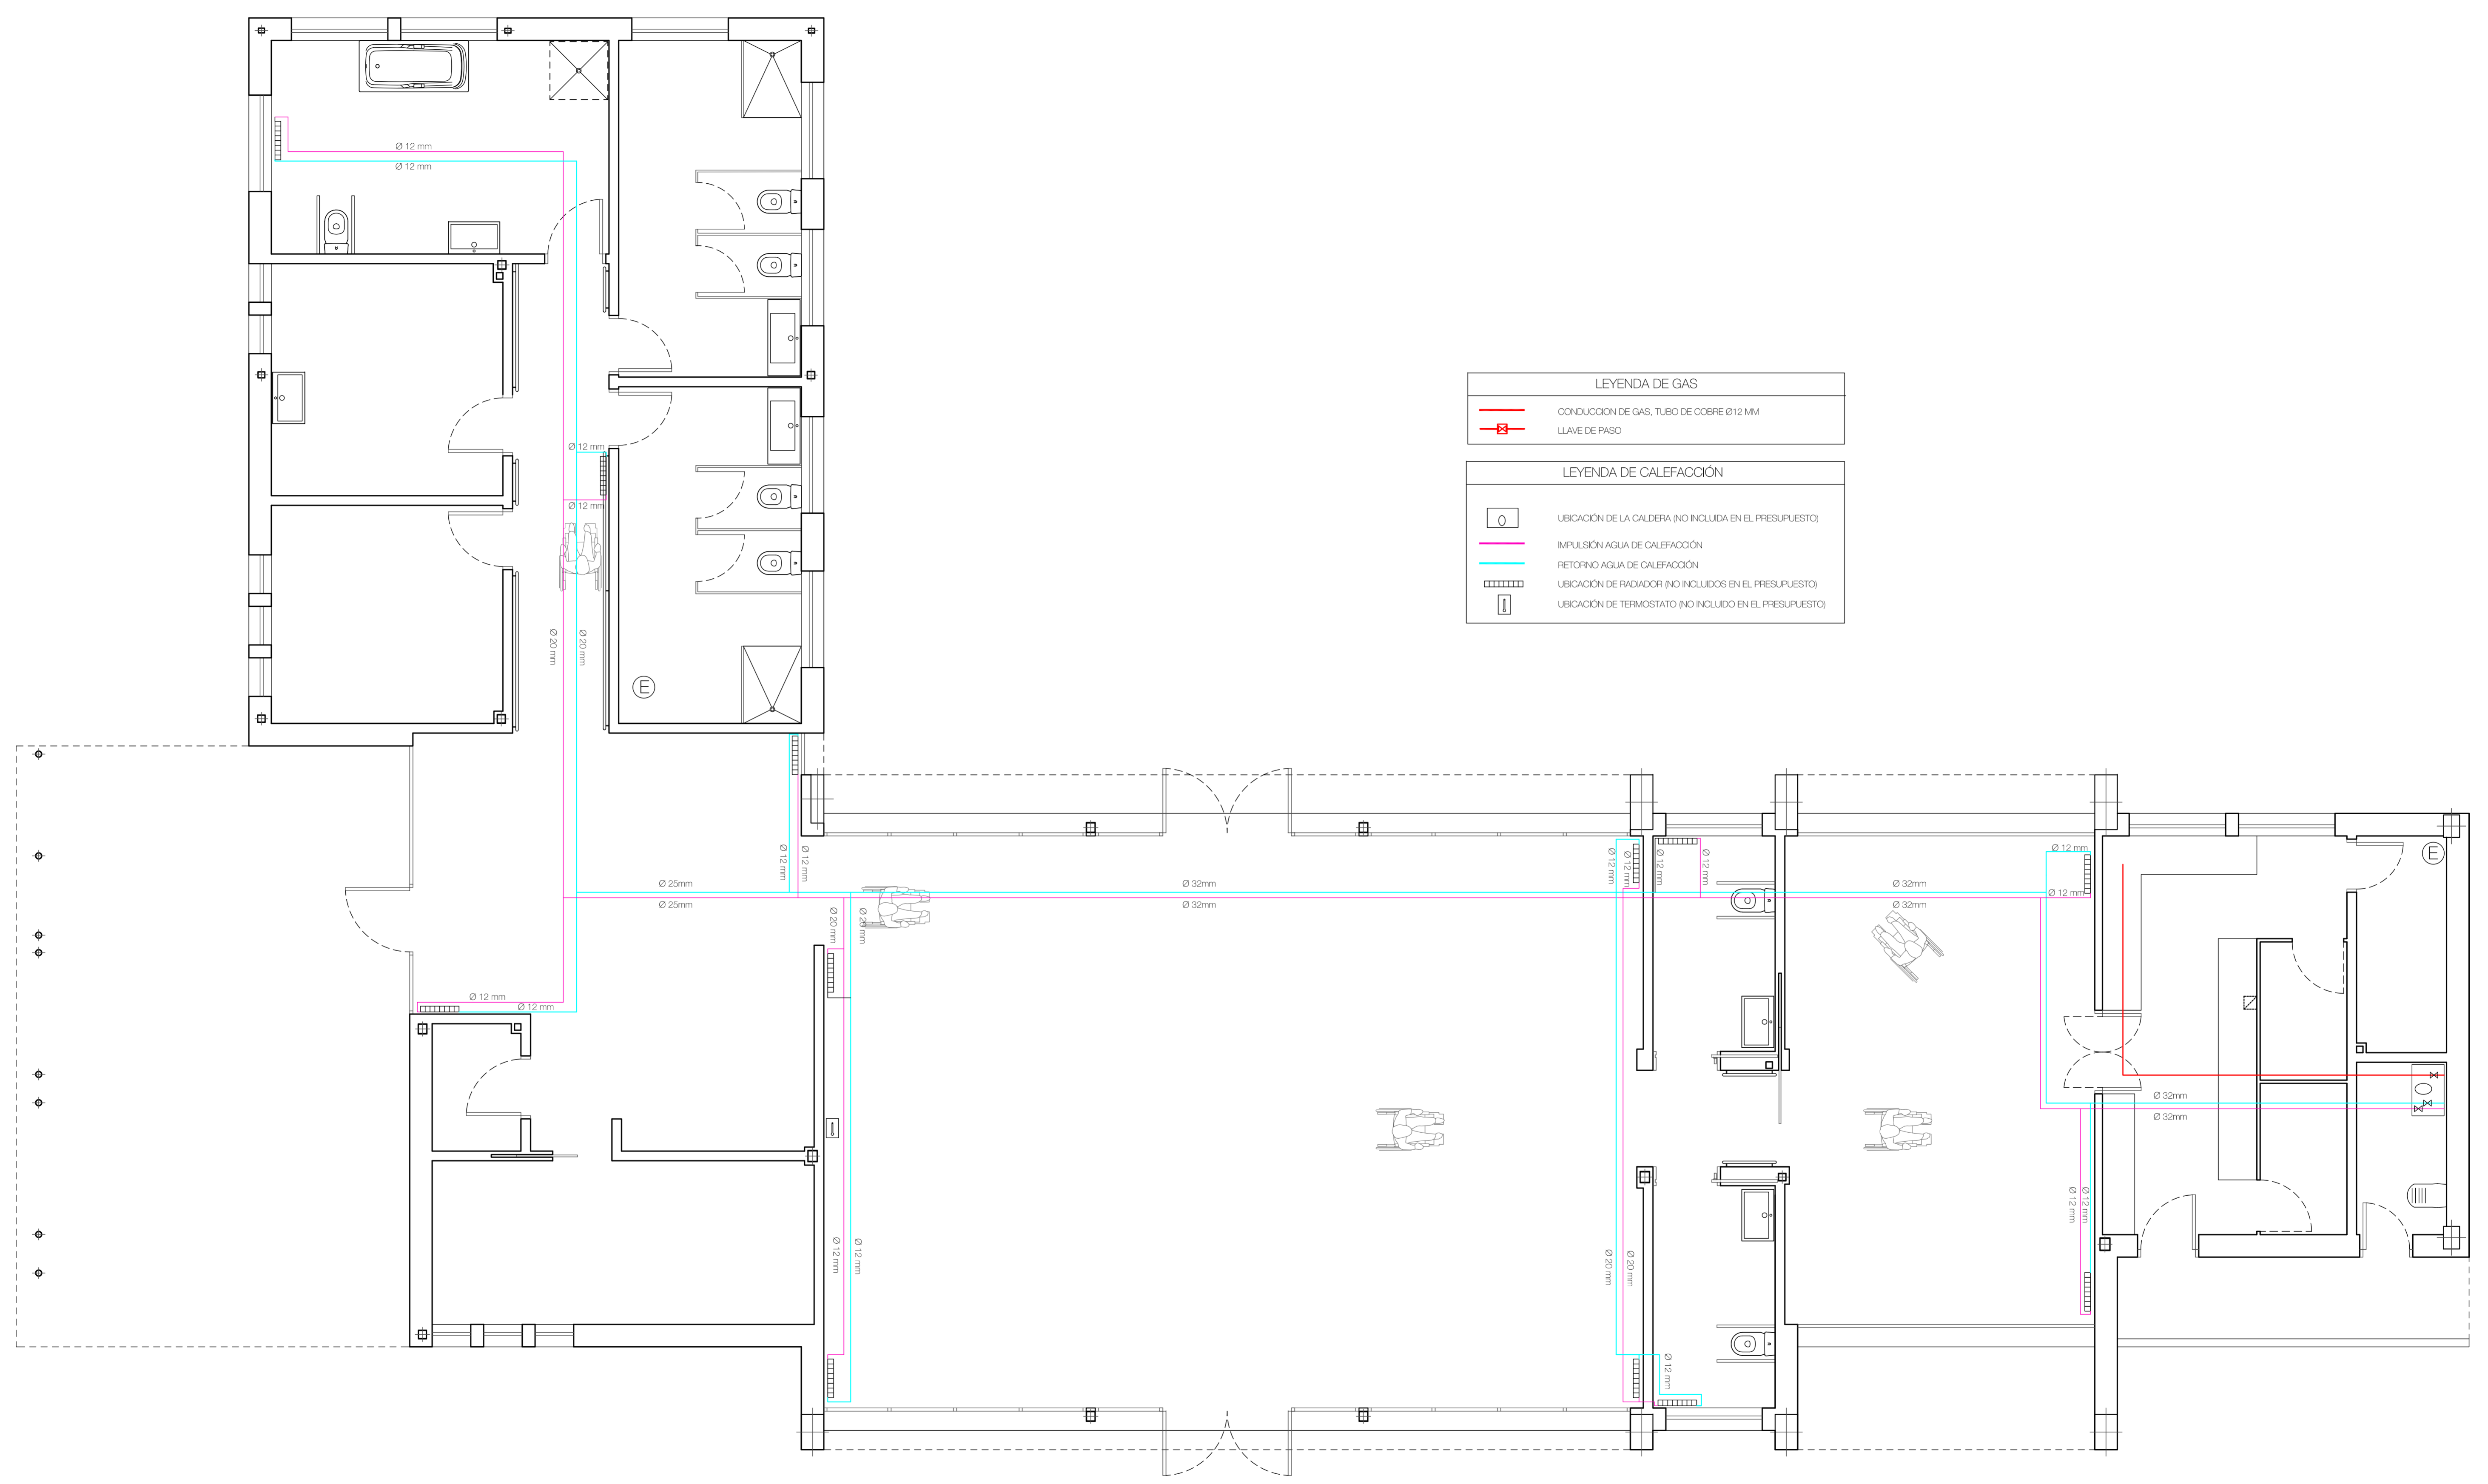 Ø 12 mm
Ø 12 mm
Ø 12 mm
Ø 12 mm
Ø 20 mm
Ø 20 mm
E
LEYENDA DE GAS
CONDUCCION DE GAS, TUBO DE COBRE Ø12 MM
LLAVE DE PASO
LEYENDA DE CALEFACCIÓN
UBICACIÓN DE LA CALDERA (NO INCLUIDA EN EL PRESUPUESTO)
IMPULSIÓN AGUA DE CALEFACCIÓN
RETORNO AGUA DE CALEFACCIÓN
UBICACIÓN DE RADIADOR (NO INCLUIDOS EN EL PRESUPUESTO)
UBICACIÓN DE TERMOSTATO (NO INCLUIDO EN EL PRESUPUESTO)
Ø 12 mm
Ø 12 mm
Ø 12 mm
Ø 12 mm
Ø 12 mm
Ø 12 mm
Ø 12 mm
E
Ø 25mm
Ø 32mm
Ø 32mm
Ø 12 mm
Ø 25mm
Ø 32mm
Ø 32mm
Ø 20 mm
Ø 20 mm
Ø 12 mm
Ø 12 mm
Ø 32mm
Ø 32mm
Ø 12 mm
Ø 12 mm
Ø 12 mm
Ø 12 mm
Ø 20 mm
Ø 20 mm
Ø 12 mm